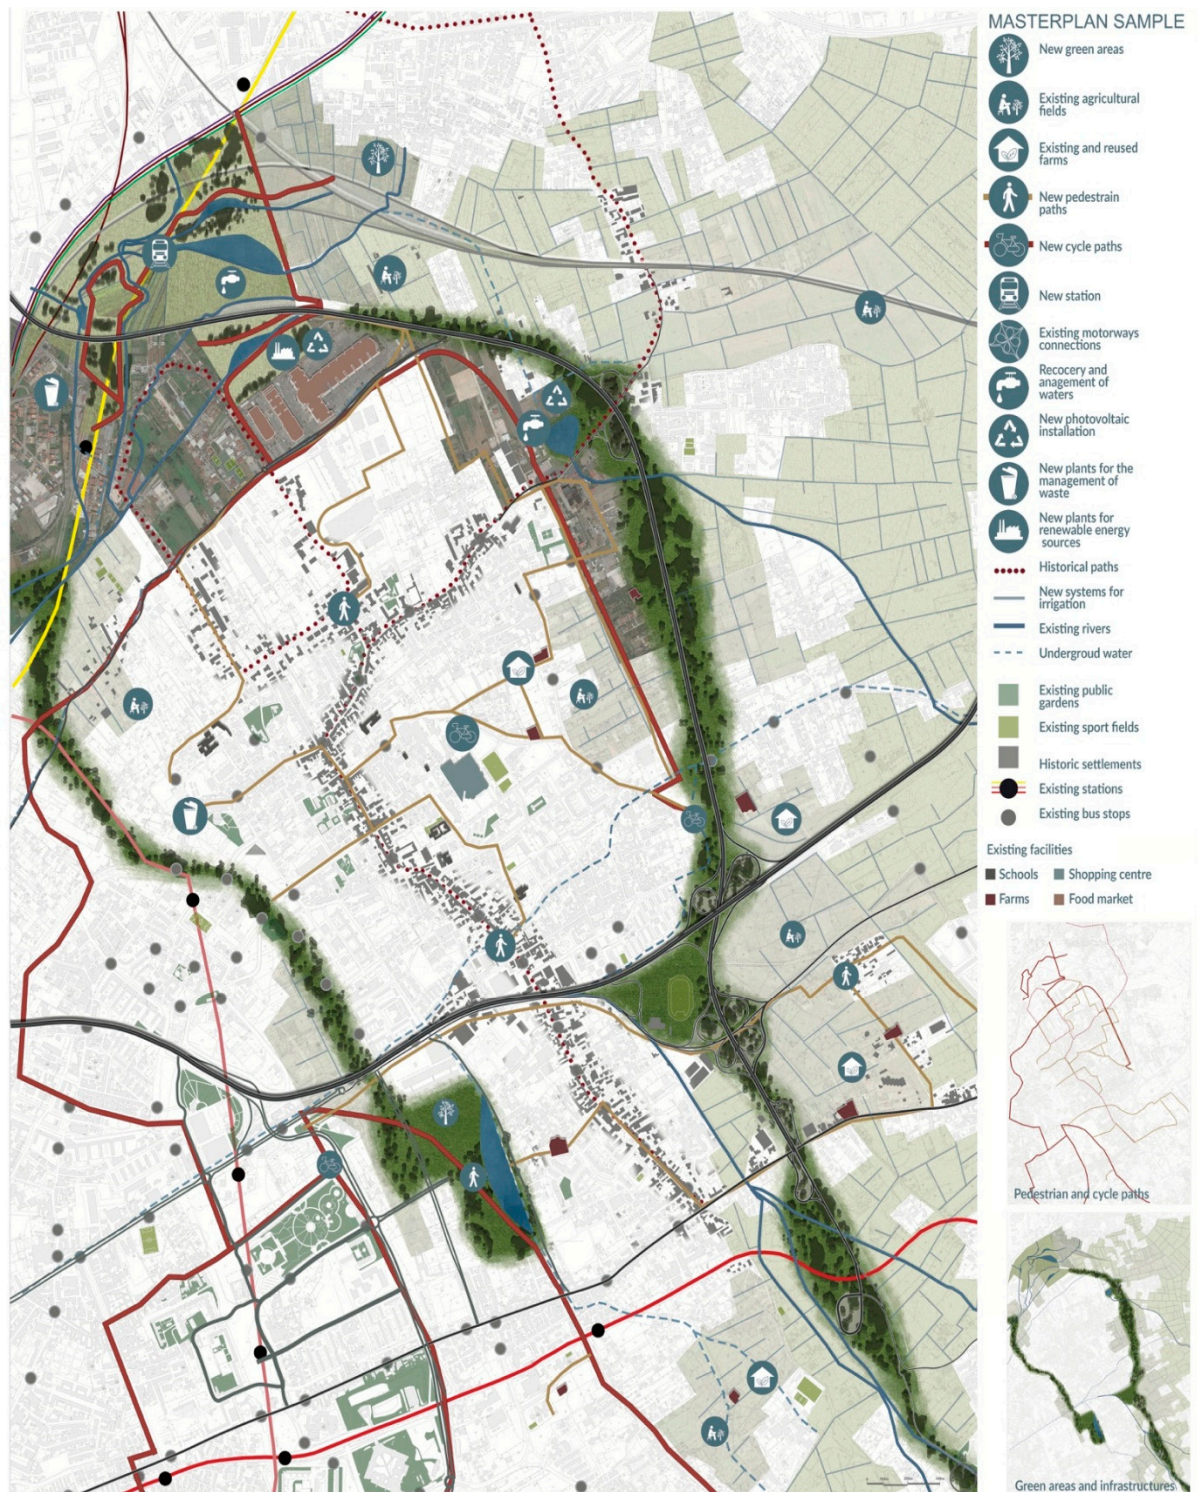 MASTERPLAN SAMPLE
New green areas
Existing agricultural
fields
Existing and reused
farms
New pedestrain
paths
New cycle paths
New station
Existing motorways
connections
Recocery and
anagement of
waters
New photovoltaic
installation
New plants for the
management of
waste
New plants for
renewable energy
sources
Historical paths
New systems for
irrigation
Existing rivers
Undergroud water
Existing public
gardens
Existing sport fields
Historic settlements
Existing stations
Existing bus stops
Existing facilities
Schools
Shopping centre
Farms
Food market
Pedestrian and cycle paths
Green areas and infrastructures